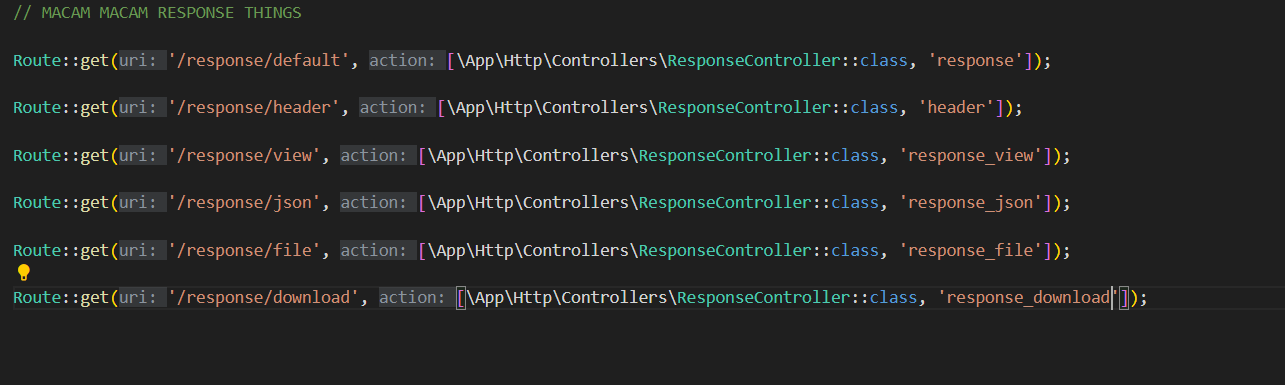 // MACAM MACAM RESPONSE THINGS
Route::get(uri: '/response/default', action: [\App\Http\Controllers\ResponseController::class, 'response']);
Route::get(uri: '/response/header', action: [\App\Http\Controllers\ResponseController::class, 'header']);
Route::get(uri: '/response/view', action: [\App\Http\Controllers\ResponseController::class, 'response_view']);
Route::get(uri: '/response/json', action: [\App\Http\Controllers\ResponseController::class, 'response_json']);
Route::get(uri: '/response/file', action: [\App\Http\Controllers\ResponseController::class, 'response_file']);
Route::get(uri: '/response/download', action: [\App\Http\Controllers\ResponseController::class, 'response_download']);